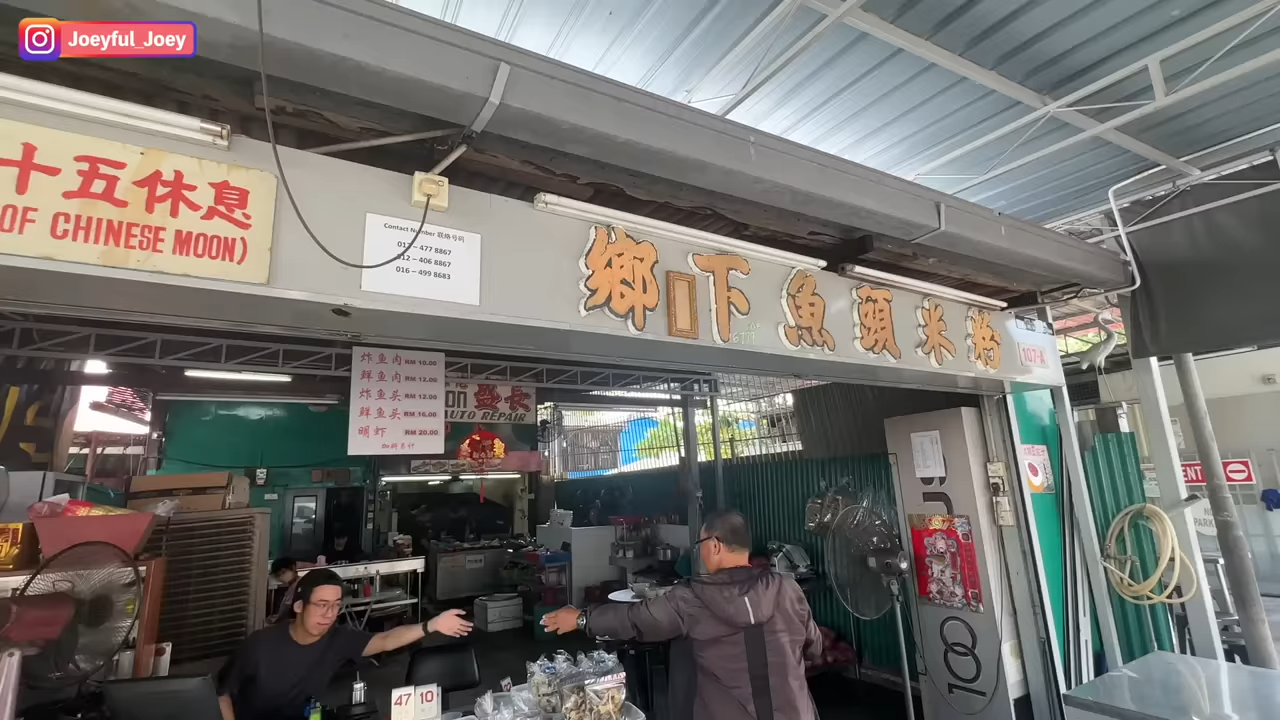 Joeyful_Joey
十五休息
OF CHINESE MOON)
Contact Number 联络号码
012 – 477 8867
012 – 406 8867
016 – 499 8683
鄉下魚頭米粉
107-A
炸鱼肉 RM 10.00
鲜鱼肉 RM 12.00
炸鱼头 RM 12.00
鲜鱼头 RM 16.00
明虾 RM 20.00
AUTO REPAIR
47 10
100